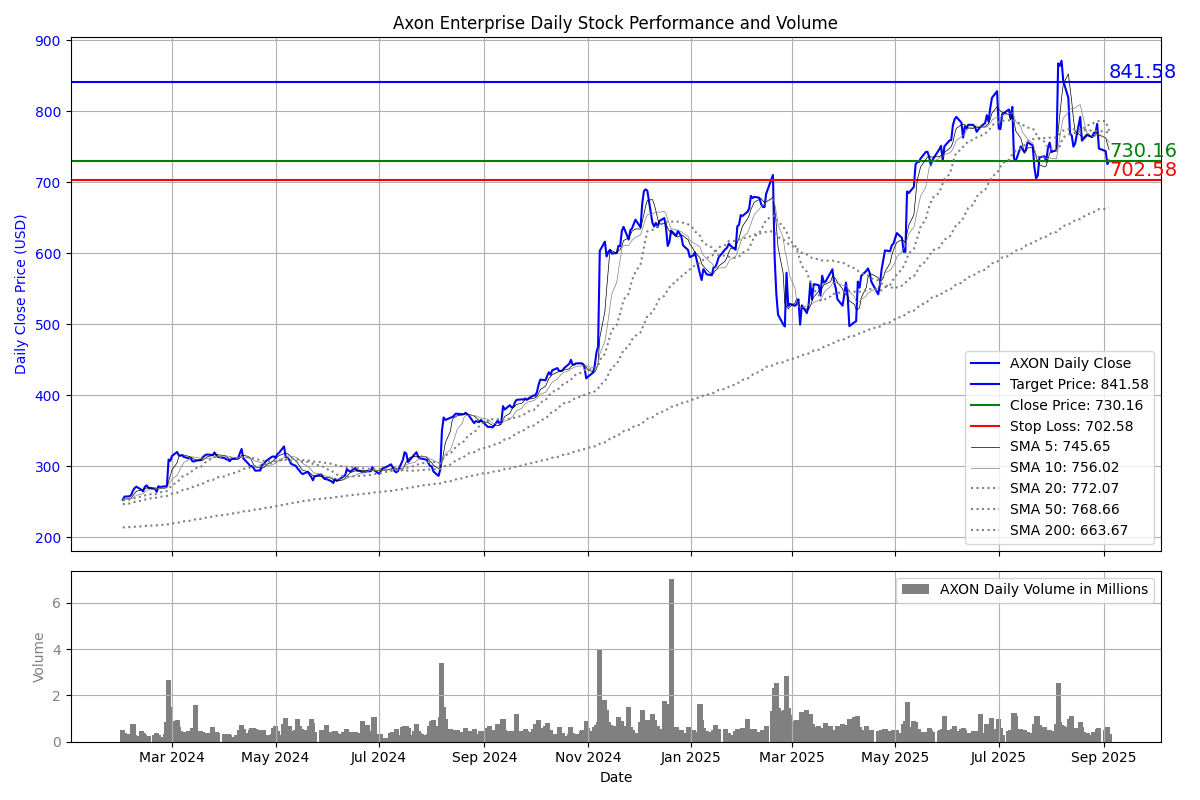 Axon Enterprise Daily Stock Performance and Volume
Daily Close Price (USD)
900
800
700
600
500
400
300
200
841.58
730.16
702.58
AXON Daily Close
Target Price: 841.58
Close Price: 730.16
Stop Loss: 702.58
SMA 5: 745.65
SMA 10: 756.02
SMA 20: 772.07
SMA 50: 768.66
SMA 200: 663.67
Volume
6
4
2
0
AXON Daily Volume in Millions
Mar 2024 May 2024 Jul 2024 Sep 2024 Nov 2024 Jan 2025 Mar 2025 May 2025 Jul 2025 Sep 2025
Date